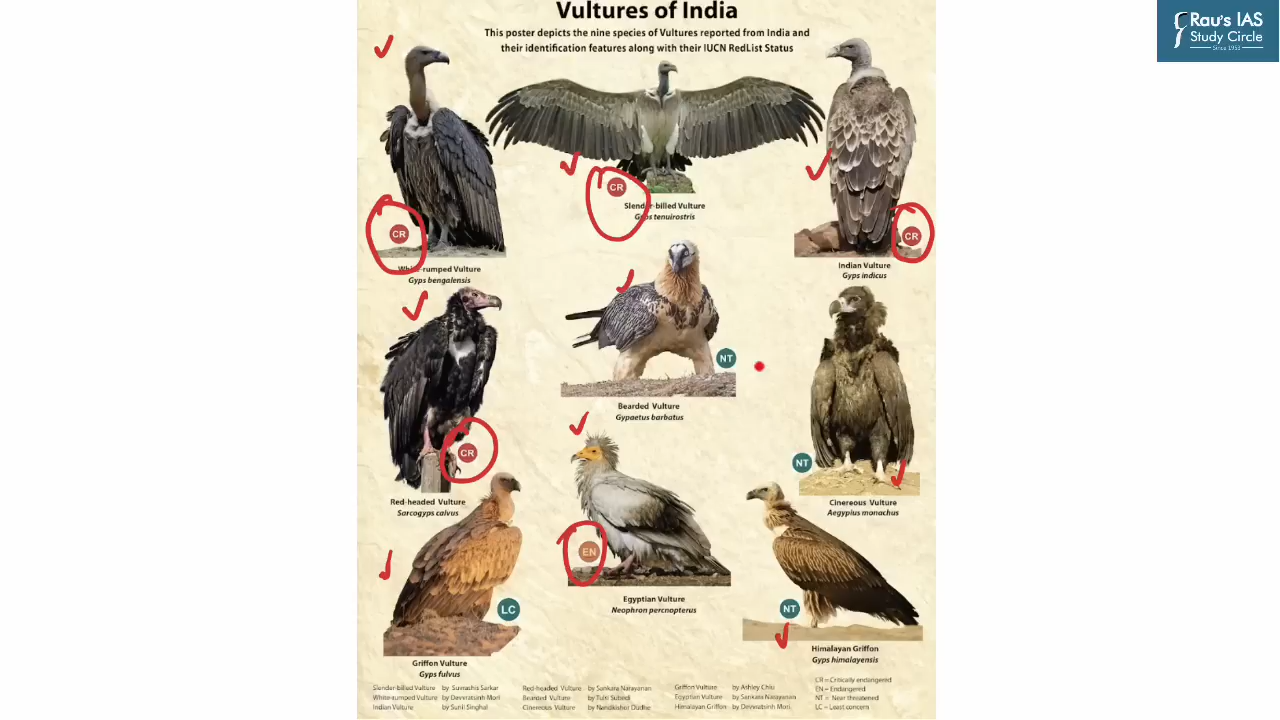 Vultures of India
This poster depicts the nine species of Vultures reported from India and
their identification features along with their IUCN RedList Status
Rau's IAS
Study Circle
Since 1953
CR
Slender-billed Vulture
Gyps tenuirostris
CR
White-rumped Vulture
Gyps bengalensis
CR
Indian Vulture
Gyps indicus
NT
Bearded Vulture
Gypaetus barbatus
CR
Red-headed Vulture
Sarcogyps calvus
NT
Cinereous Vulture
Aegypius monachus
EN
Egyptian Vulture
Neophron percnopterus
LC
Griffon Vulture
Gyps fulvus
NT
Himalayan Griffon
Gyps himalayensis
Slender-billed Vulture by Sumashis Sarkar
White-rumped Vulture by Devvratsinh Mori
Indian Vulture by Sunil Singhal
Red-headed Vulture by Sankara Narayanan
Bearded Vulture by Tulsi Subedi
Cinereous Vulture by Nandkisher Dudhe
Griffon Vulture by Ashley Chiu
Egyptian Vulture by Sankara Narayanan
Himalayan Griffon by Devvratsinh Mori
CR = Critically endangered
EN = Endangered
NT = Near threatened
LC = Least concern